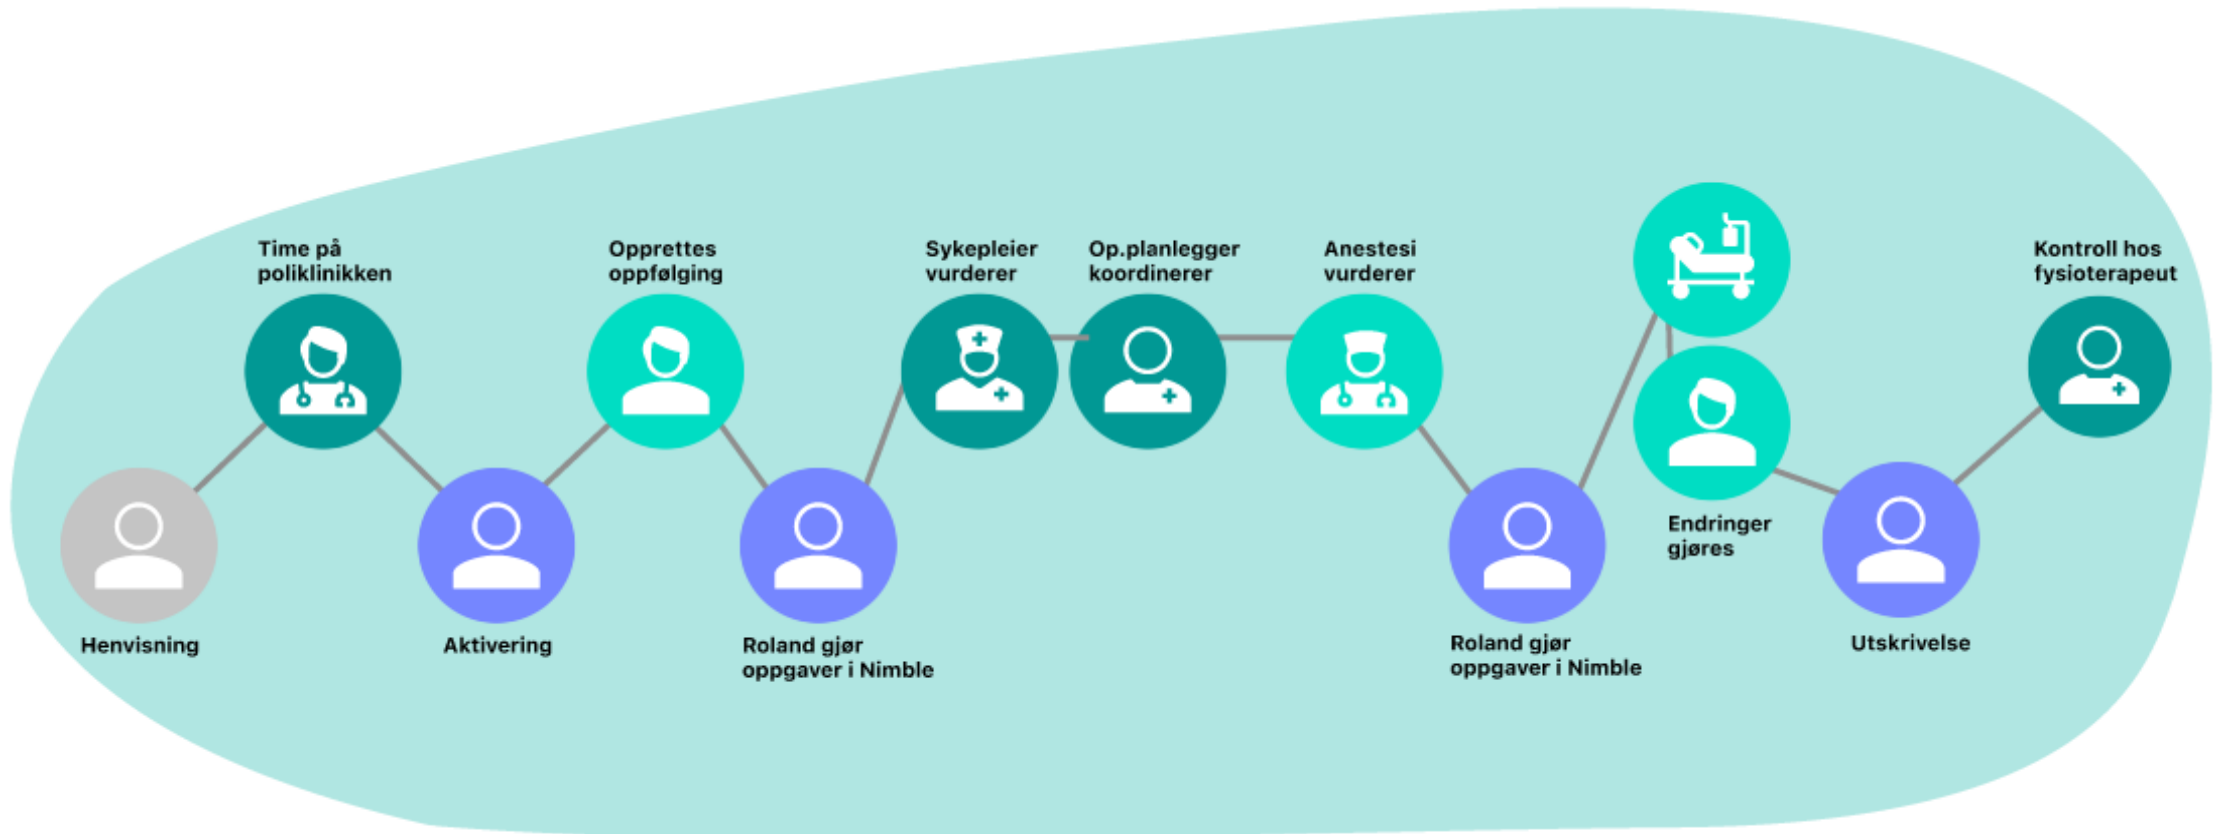 Time på
poliklinikken
Opprettes
oppfølging
Sykepleier
vurderer
Op.planlegger
koordinerer
Anestesi
vurderer
Kontroll hos
fysioterapeut
Endringer
gjøres
Henvisning
Aktivering
Roland gjør
oppgaver i Nimble
Roland gjør
oppgaver i Nimble
Utskrivelse